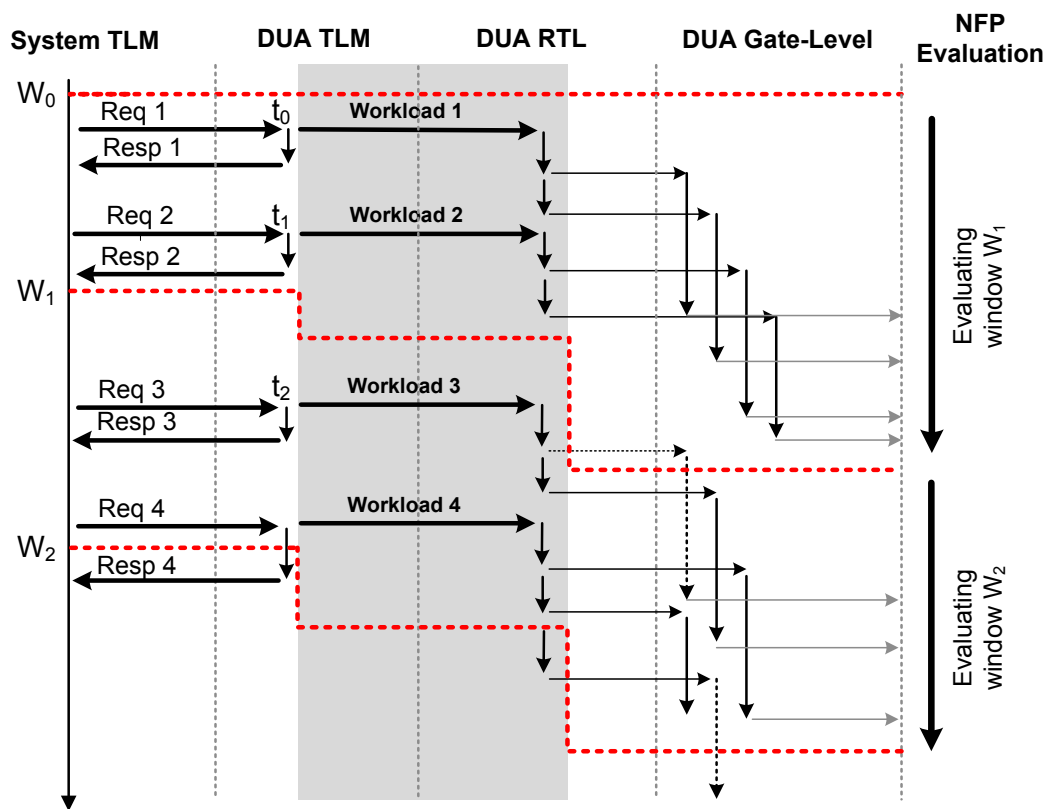 System TLM
DUA TLM
DUA RTL
DUA Gate-Level
NFP
Evaluation
W0
Req 1
t0
Workload 1
Resp 1
Req 2
t1
Workload 2
Resp 2
W1
Evaluating
window W1
Req 3
t2
Workload 3
Resp 3
Req 4
Workload 4
W2
Resp 4
Evaluating
window W2